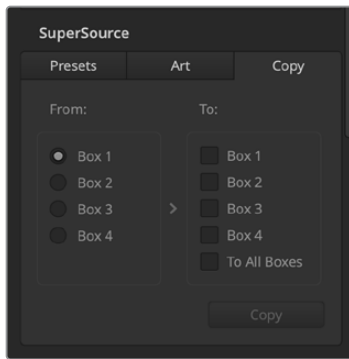 SuperSource
Presets Art Copy
From: To:
Box 1 Box 1
Box 2 Box 2
Box 3 > Box 3
Box 4 Box 4
To All Boxes
Copy